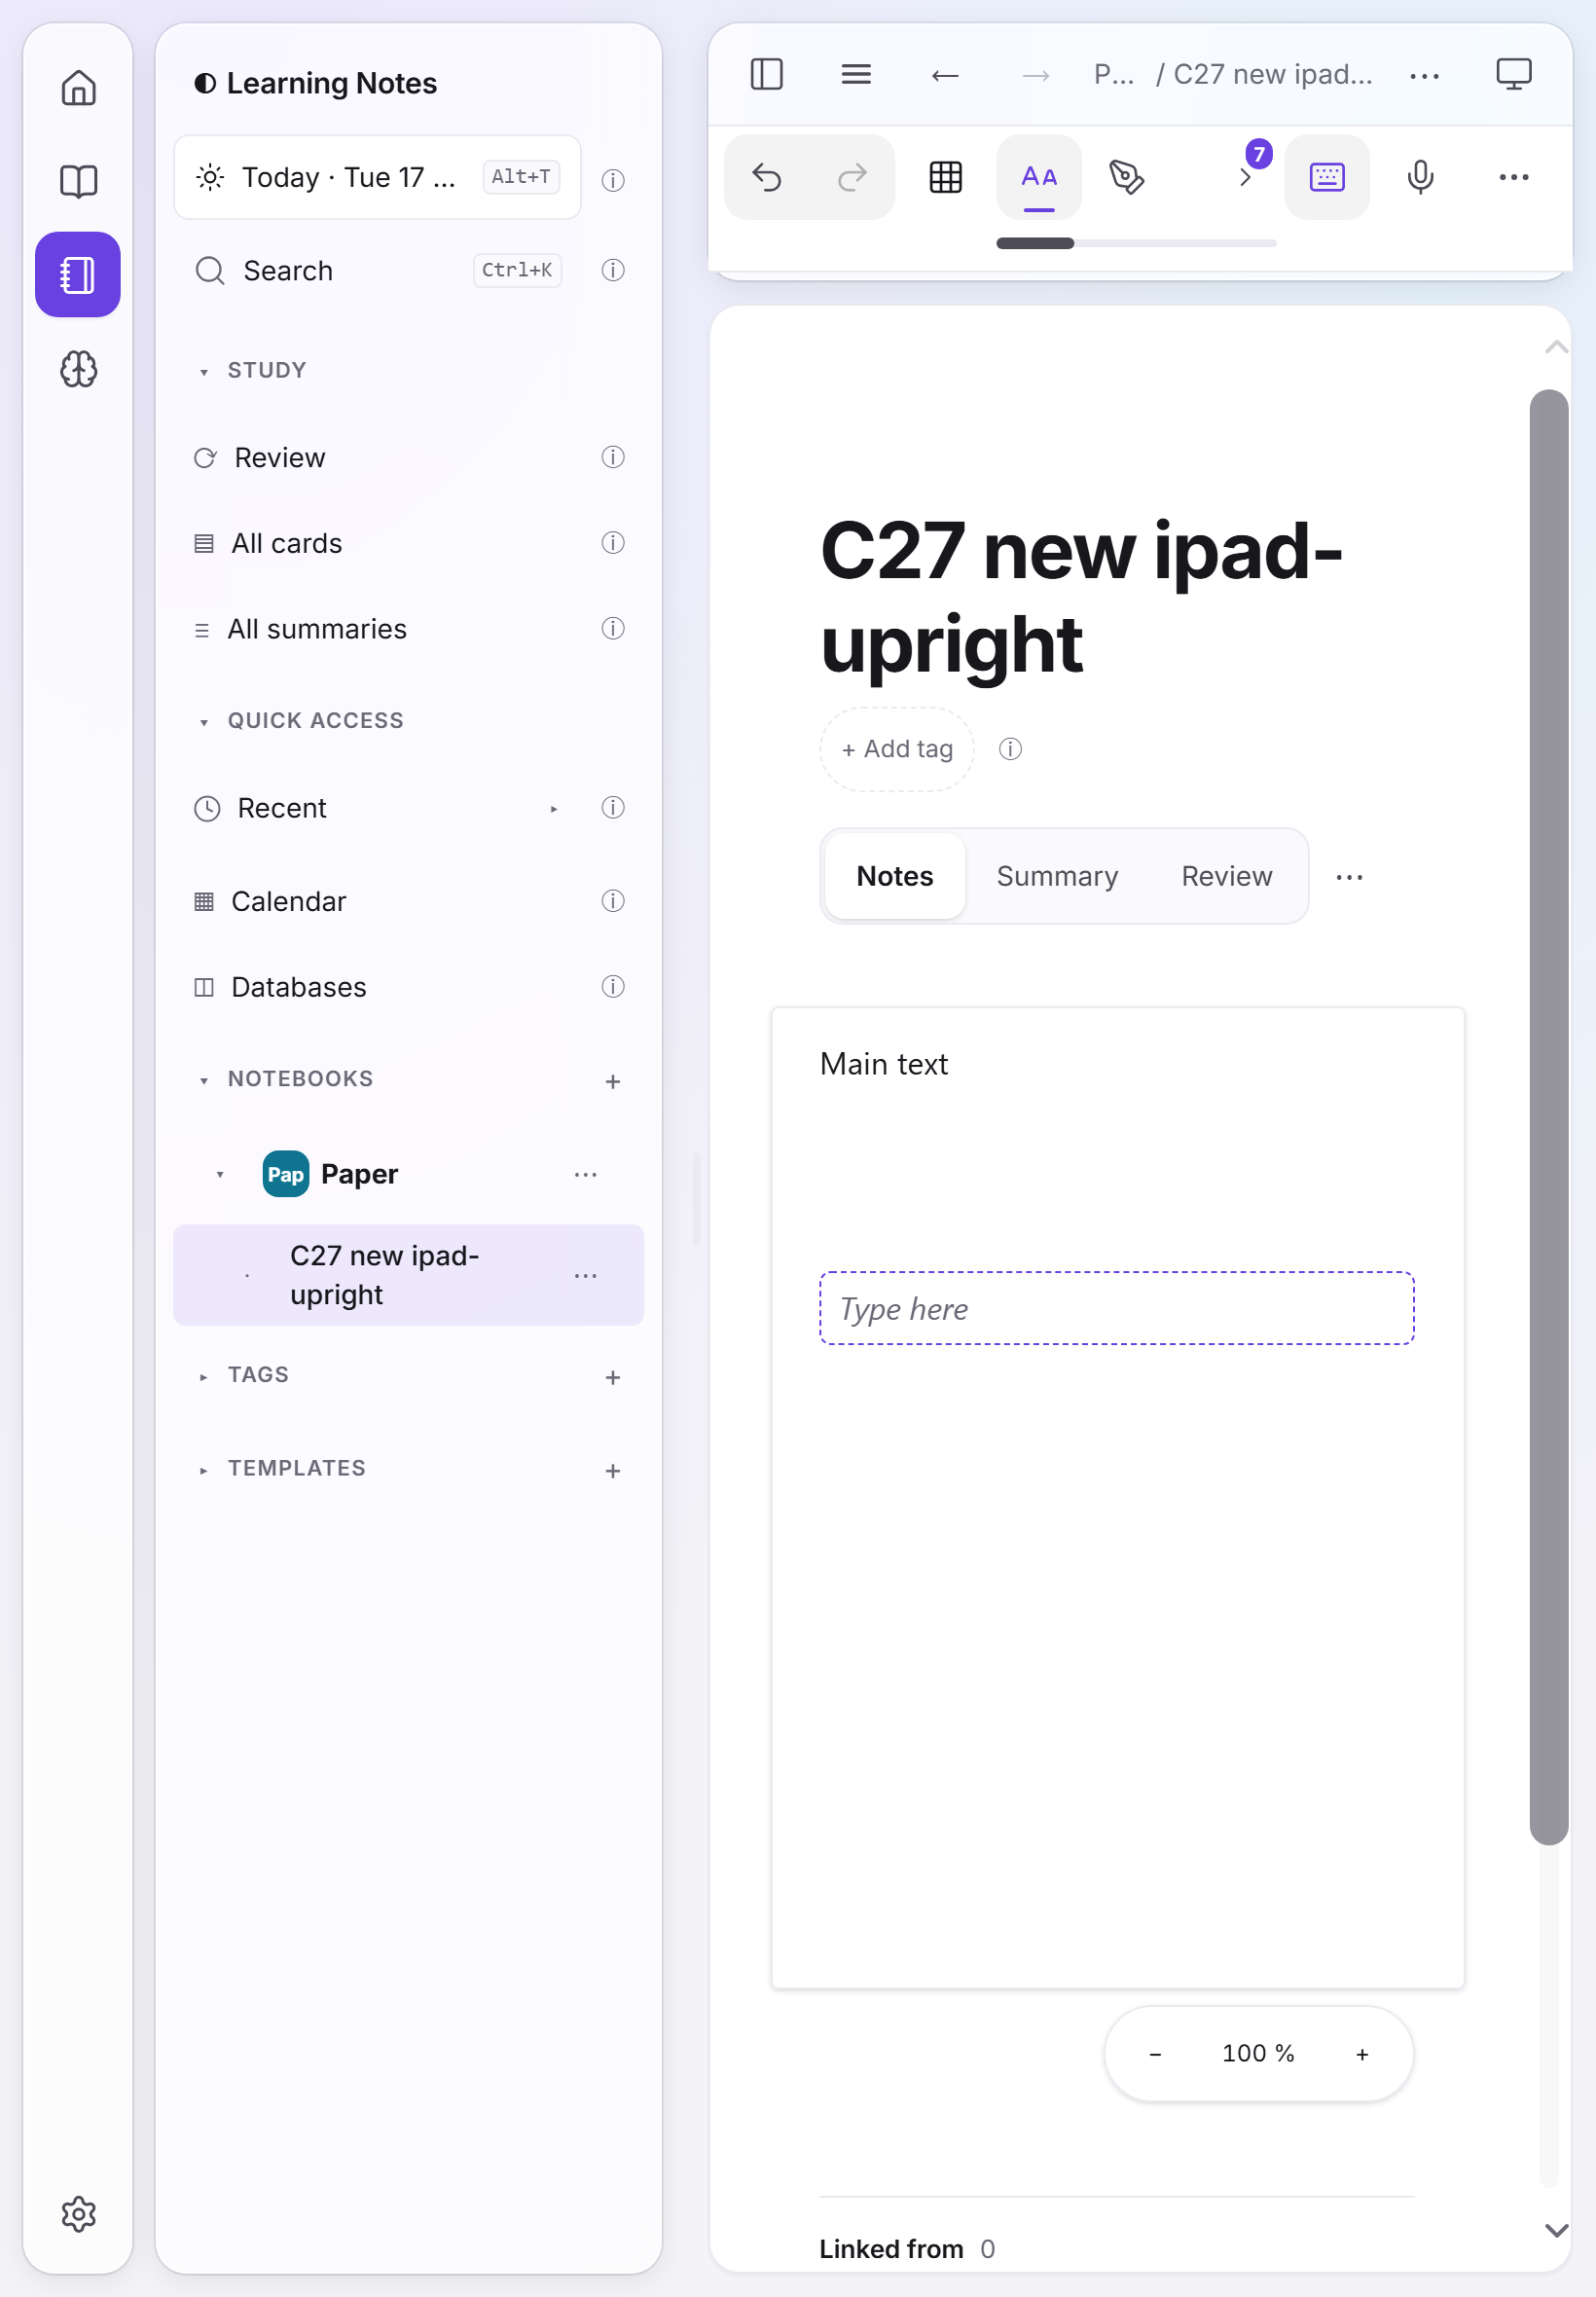 Learning Notes
Today · Tue 17 ... Alt+T
Search Ctrl+K
STUDY
Review
All cards
All summaries
QUICK ACCESS
Recent
Calendar
Databases
NOTEBOOKS +
Pap Paper ...
C27 new ipad-
upright ...
TAGS +
TEMPLATES +
P... / C27 new ipad... ...
AA 7 ...
C27 new ipad-
upright
+ Add tag
Notes Summary Review ...
Main text
Type here
− 100 % +
Linked from 0